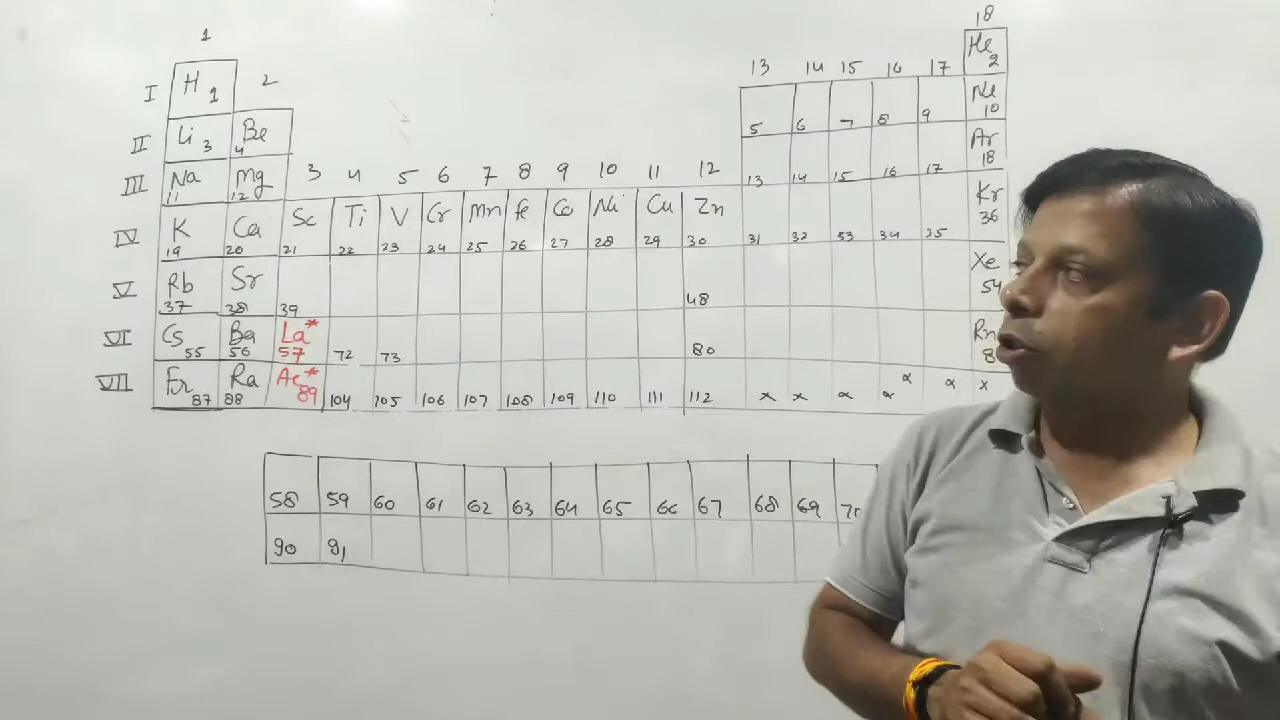 1 18
I H 1 2 13 14 15 16 17 He 2
II Li 3 Be 4 5 6 7 8 9 Ne 10
III Na 11 Mg 12 3 4 5 6 7 8 9 10 11 12 13 14 15 16 17 Ar 18
IV K 19 Ca 20 Sc 21 Ti 22 V 23 Cr 24 Mn 25 Fe 26 Co 27 Ni 28 Cu 29 Zn 30 31 32 33 34 35 Kr 36
V Rb 37 Sr 38 39 48 Xe 54
VI Cs 55 Ba 56 La* 57 72 73 80 Rn 8
VII Fr 87 Ra 88 Ac* 89 104 105 106 107 108 109 110 111 112 x x x x x x x
58 59 60 61 62 63 64 65 66 67 68 69 70
90 91